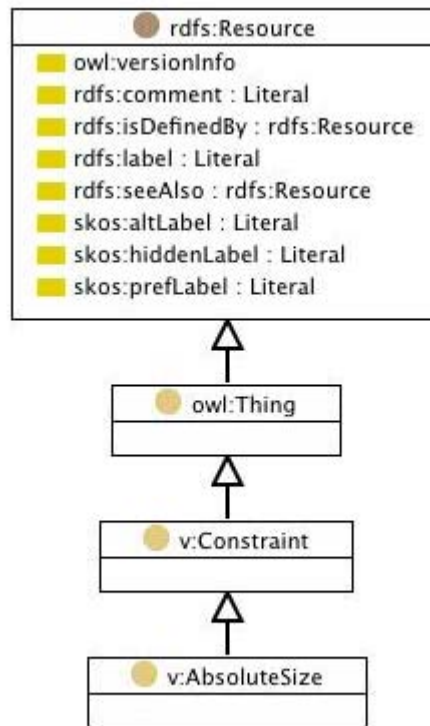 rdfs:Resource
owl:versionInfo
rdfs:comment : Literal
rdfs:isDefinedBy : rdfs:Resource
rdfs:label : Literal
rdfs:seeAlso : rdfs:Resource
skos:altLabel : Literal
skos:hiddenLabel : Literal
skos:prefLabel : Literal
owl:Thing
v:Constraint
v:AbsoluteSize